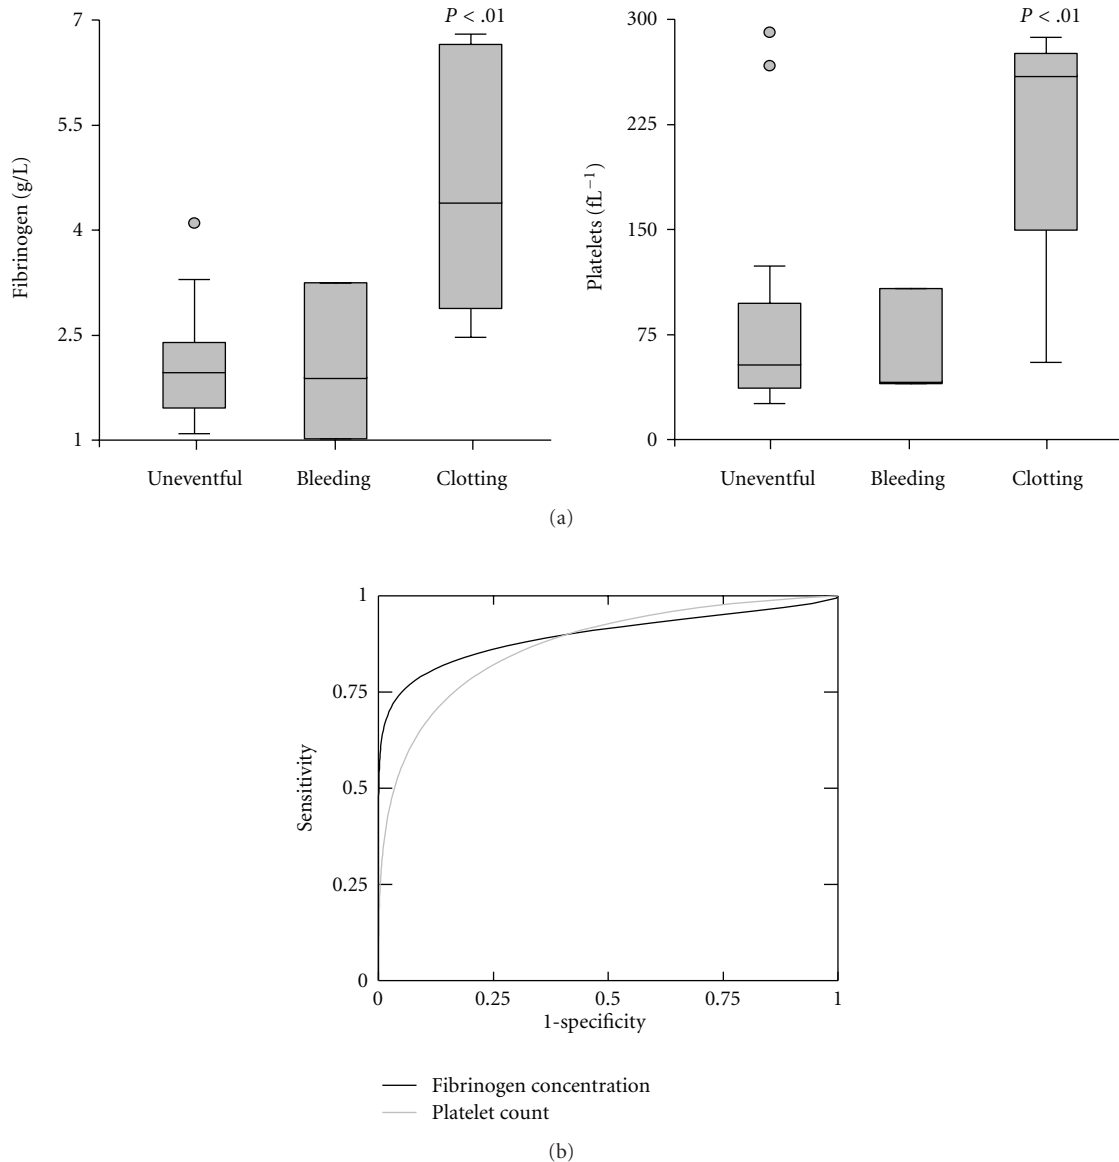 P < .01
7
5.5
4
2.5
1
Fibrinogen (g/L)
Uneventful Bleeding Clotting
P < .01
300
225
150
75
0
Platelets (fL⁻¹)
Uneventful Bleeding Clotting
(a)
1
0.75
0.5
0.25
0
Sensitivity
0 0.25 0.5 0.75 1
1-specificity
Fibrinogen concentration
Platelet count
(b)